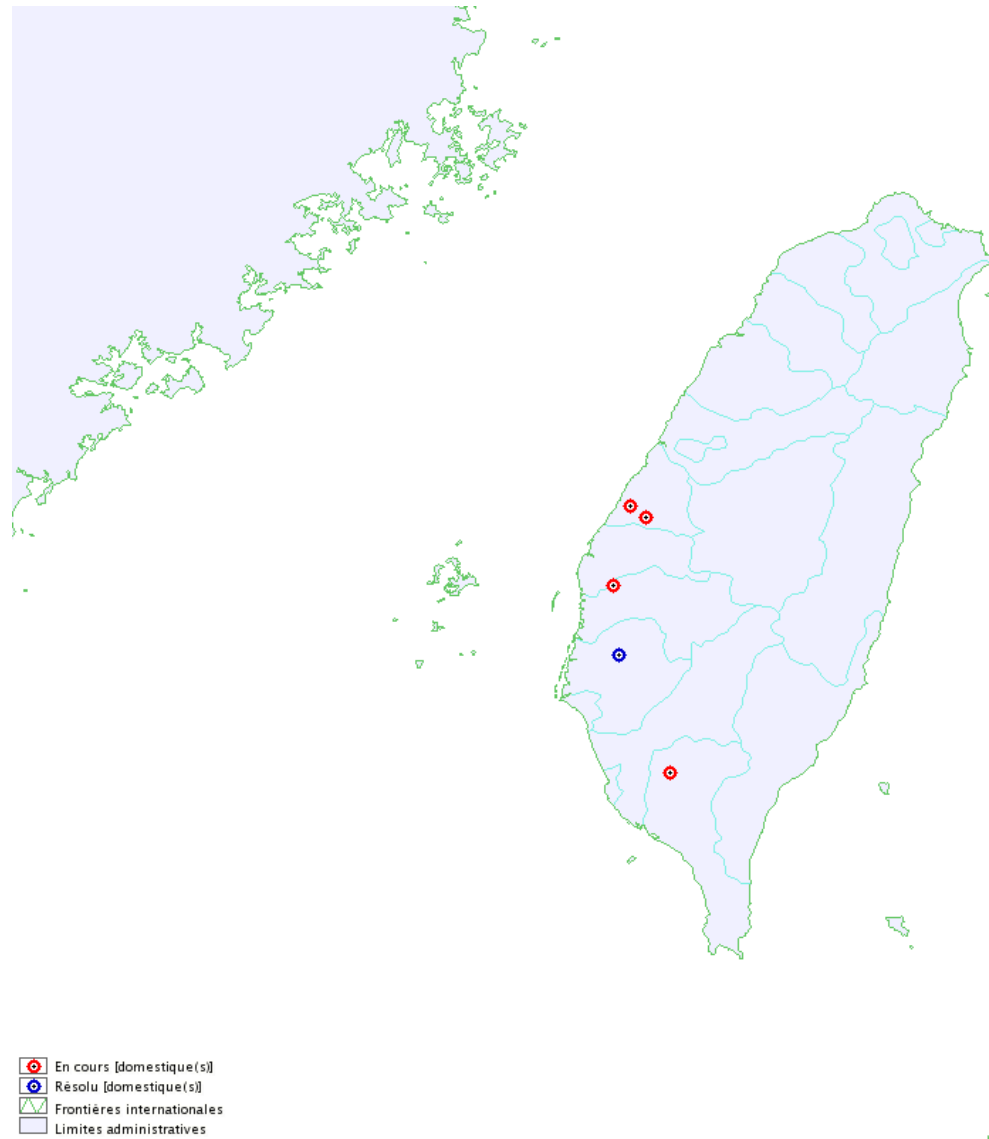 En cours [domestique(s)]
Résolu [domestique(s)]
Frontières internationales
Limites administratives